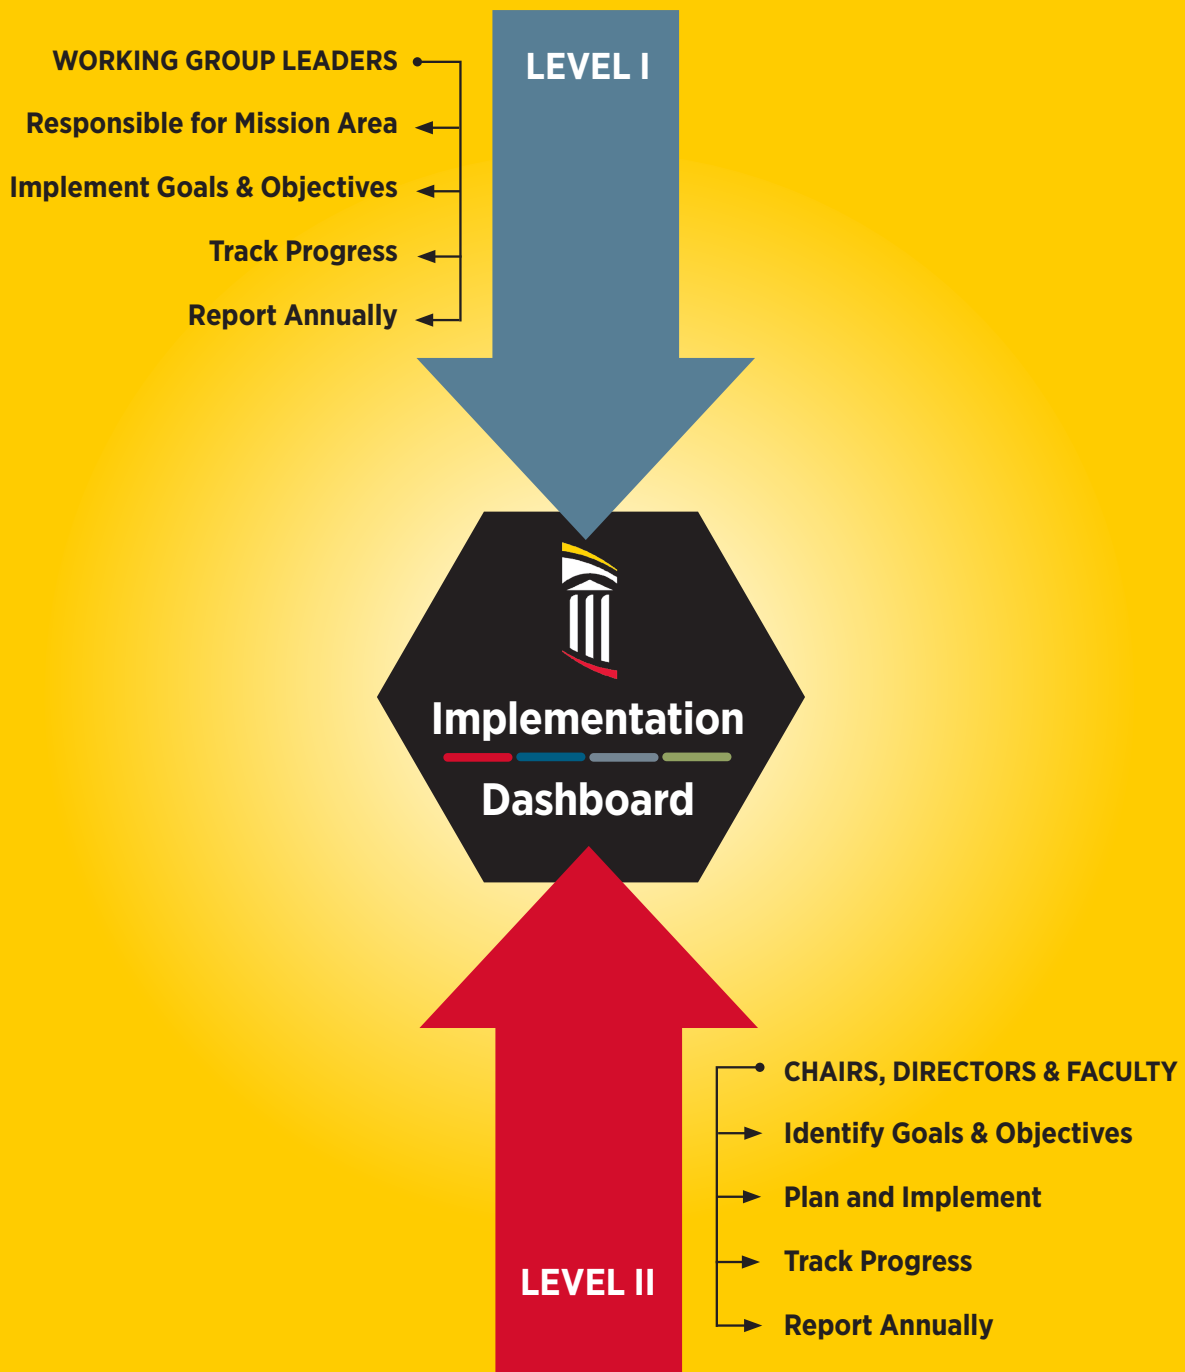 WORKING GROUP LEADERS
Responsible for Mission Area
Implement Goals & Objectives
Track Progress
Report Annually
LEVEL I
Implementation
Dashboard
LEVEL II
CHAIRS, DIRECTORS & FACULTY
Identify Goals & Objectives
Plan and Implement
Track Progress
Report Annually